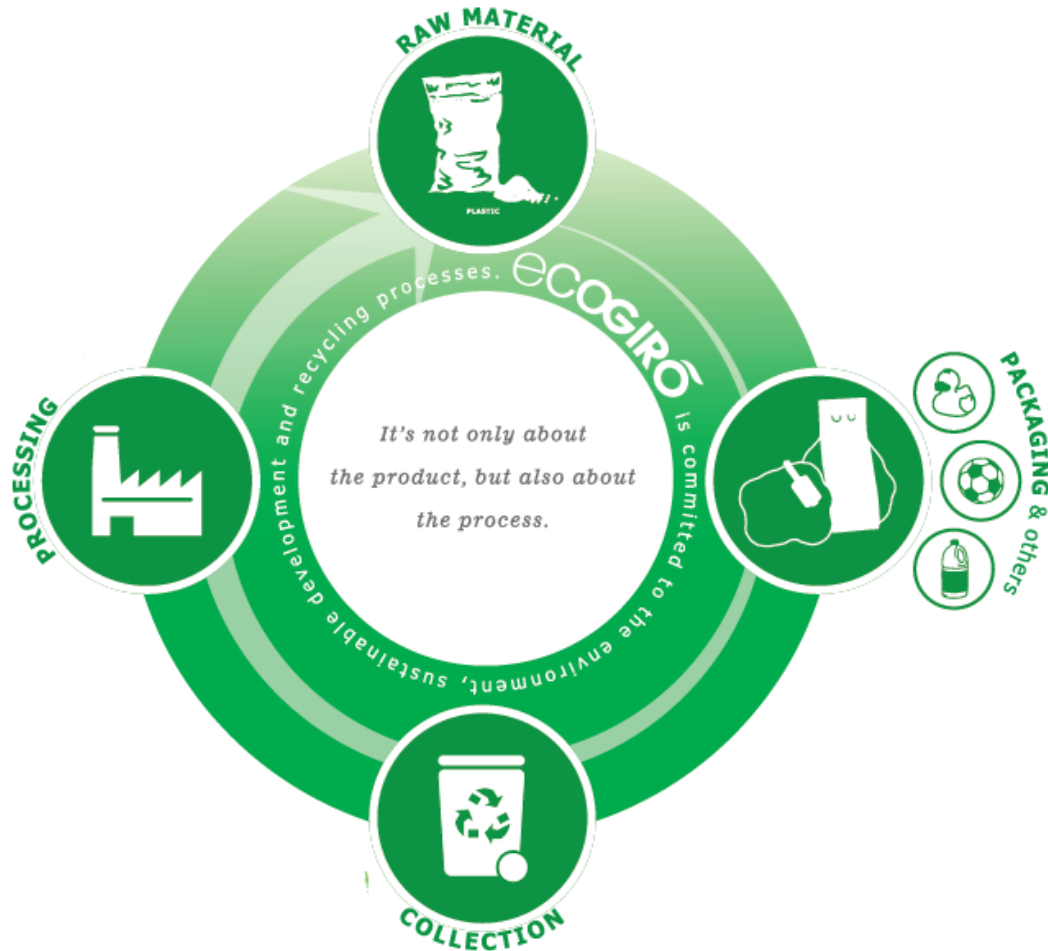 RAW MATERIAL
PLASTIC
eCOGIRÕ is committed to the environment, sustainable development and recycling processes.
It's not only about
the product, but also about
the process.
PACKAGING & others
COLLECTION
PROCESSING